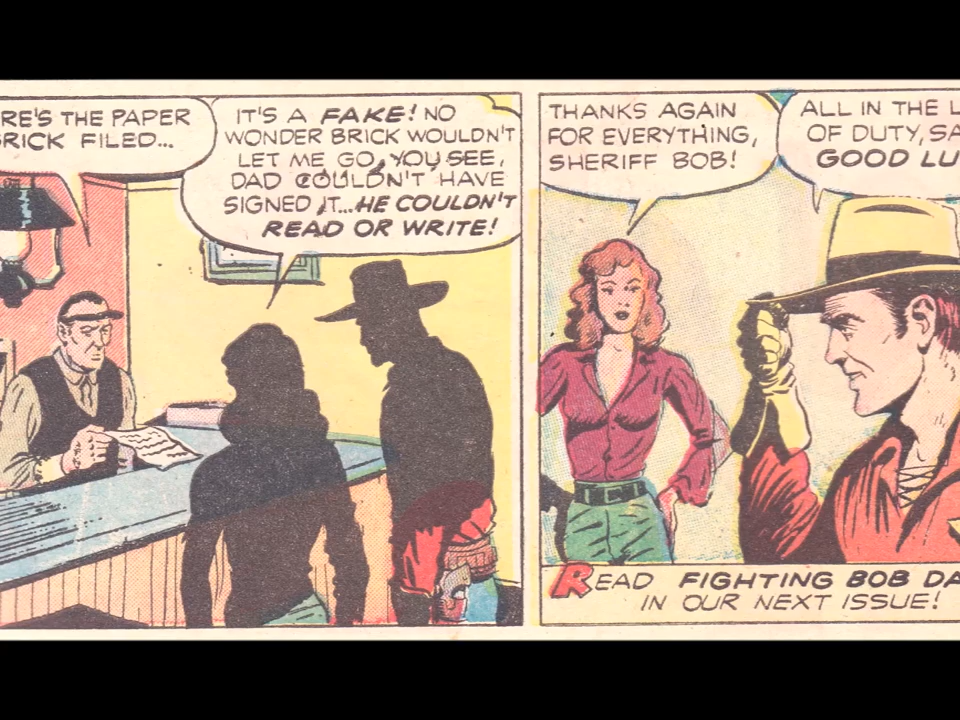 RE'S THE PAPER
BRICK FILED...
IT'S A FAKE! NO
WONDER BRICK WOULDN'T
LET ME GO, YOU SEE,
DAD COULDN'T HAVE
SIGNED IT...HE COULDN'T
READ OR WRITE!
THANKS AGAIN
FOR EVERYTHING,
SHERIFF BOB!
ALL IN THE L
OF DUTY, SA
GOOD LU
READ FIGHTING BOB DA
IN OUR NEXT ISSUE!